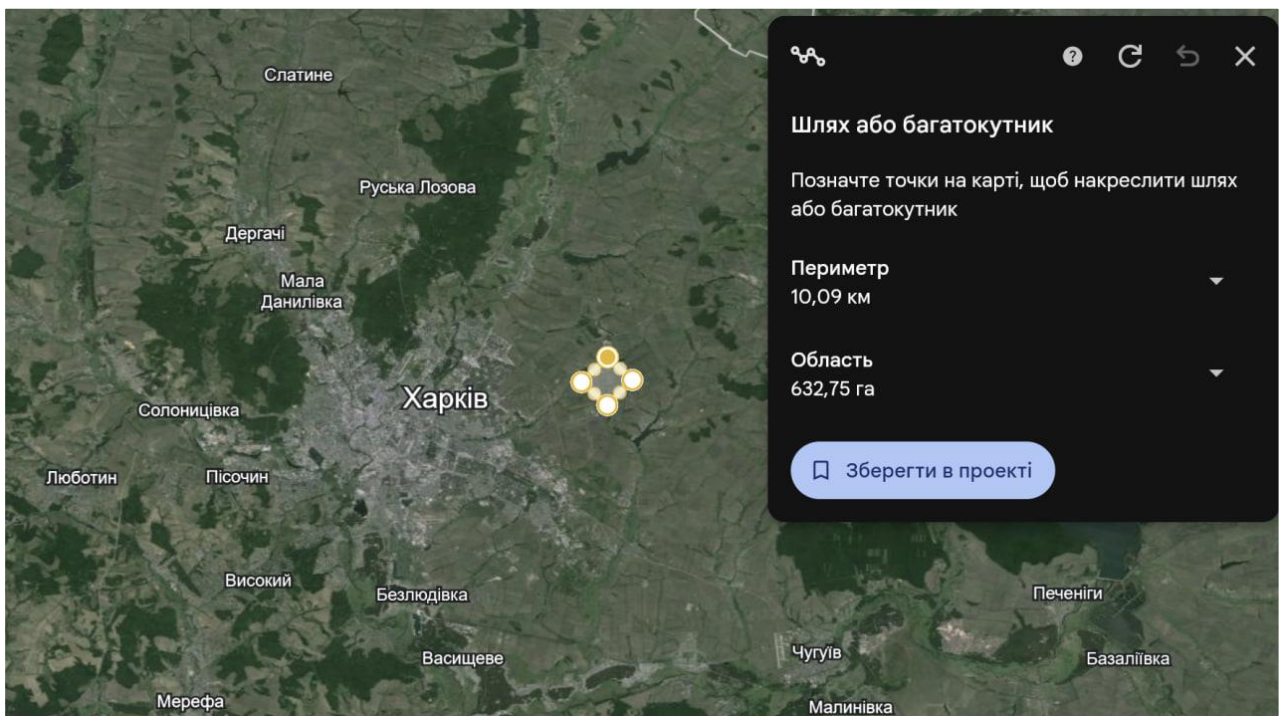 Слатине
Руська Лозова
Дергачі
Мала
Данилівка
Харків
Солоницівка
Люботин
Пісочин
Високий
Безлюдівка
Васищеве
Мерефа
Чугуїв
Печеніги
Базаліївка
Малинівка
?
Шлях або багатокутник
Позначте точки на карті, щоб накреслити шлях
або багатокутник
Периметр
10,09 км
Область
632,75 га
Зберегти в проекті